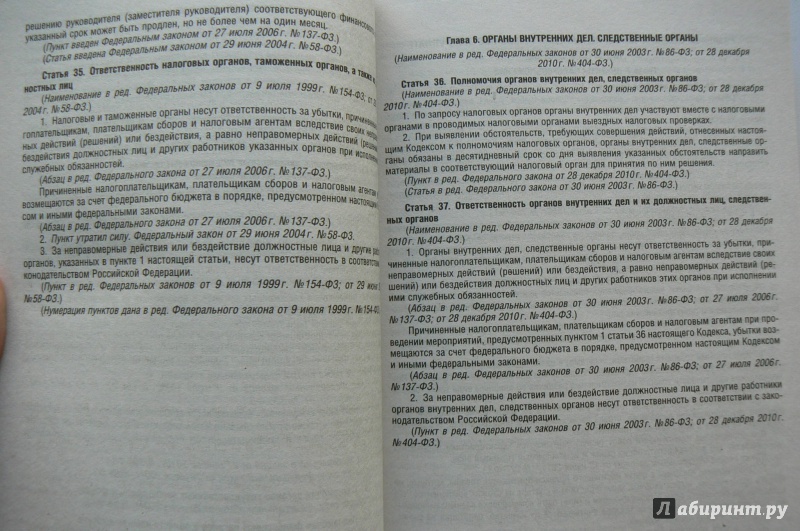 решению руководителя (заместителя руководителя) соответствующего
указанный срок может быть продлен, но не более чем на один месяц.
(Пункт введен Федеральным законом от 27 июля 2006 г. №137-ФЗ.)
(Статья введена Федеральным законом от 29 июня 2004 г. №58-ФЗ.)
Статья 35. Ответственность налоговых органов, таможенных органов, а также
ностных лиц
(Наименование в ред. Федеральных законов от 9 июля 1999 г. №154-ФЗ,
2004 г. №58-ФЗ.)
1. Налоговые и таможенные органы несут ответственность за убытки, причинен
гоплательщикам, плательщикам сборов и налоговым агентам вследствие своих
ных действий (решений) или бездействия, а равно неправомерных действий (решени
бездействия должностных лиц и других работников указанных органов при исполне
служебных обязанностей.
(Абзац в ред. Федерального закона от 27 июля 2006 г. №137-ФЗ.)
Причиненные налогоплательщикам, плательщикам сборов и налоговым агентам
возмещаются за счет федерального бюджета в порядке, предусмотренном настоящи
сом и иными федеральными законами.
(Абзац в ред. Федерального закона от 27 июля 2006 г. №137-ФЗ.)
2. Пункт утратил силу. Федеральный закон от 29 июня 2004 г. №58-ФЗ.
3. За неправомерные действия или бездействие должностные лица и другие
органов, указанных в пункте 1 настоящей статьи, несут ответственность в соответстви
конодательством Российской Федерации.
(Пункт в ред. Федеральных законов от 9 июля 1999 г. №154-ФЗ; от 29
№58-ФЗ.)
(Нумерация пунктов дана в ред. Федерального закона от 9 июля 1999 г. №154-ФЗ
Глава 6. ОРГАНЫ ВНУТРЕННИХ ДЕЛ. СЛЕДСТВЕННЫЕ ОРГАНЫ
(Наименование в ред. Федеральных законов от 30 июня 2003 г. №86-ФЗ; от 28 декабря
2010 г. №404-ФЗ.)
Статья 36. Полномочия органов внутренних дел, следственных органов
(Наименование в ред. Федеральных законов от 30 июня 2003 г. №86-ФЗ; от 28 декабря
2010 г. №404-ФЗ.)
1. По запросу налоговых органов органы внутренних дел участвуют вместе с налоговыми
органами в проводимых налоговыми органами выездных налоговых проверках.
2. При выявлении обстоятельств, требующих совершения действий, отнесенных настоя-
щим Кодексом к полномочиям налоговых органов, органы внутренних дел, следственные ор-
ганы обязаны в десятидневный срок со дня выявления указанных обстоятельств направить
материалы в соответствующий налоговый орган для принятия по ним решения.
(Пункт в ред. Федерального закона от 28 декабря 2010 г. №404-ФЗ.)
(Статья в ред. Федерального закона от 30 июня 2003 г. №86-ФЗ.)
Статья 37. Ответственность органов внутренних дел и их должностных лиц, следствен-
ных органов
(Наименование в ред. Федеральных законов от 30 июня 2003 г. №86-ФЗ; от 28 декабря
2010 г. №404-ФЗ.)
1. Органы внутренних дел, следственные органы несут ответственность за убытки, при-
чиненные налогоплательщикам, плательщикам сборов и налоговым агентам вследствие своих
неправомерных действий (решений) или бездействия, а равно неправомерных действий (ре-
шений) или бездействия должностных лиц и других работников этих органов при исполнении
ими служебных обязанностей.
(Абзац в ред. Федеральных законов от 30 июня 2003 г. №86-ФЗ; от 27 июля 2006 г.
№137-ФЗ; от 28 декабря 2010 г. №404-ФЗ.)
Причиненные налогоплательщикам, плательщикам сборов и налоговым агентам при про-
ведении мероприятий, предусмотренных пунктом 1 статьи 36 настоящего Кодекса, убытки воз-
мещаются за счет федерального бюджета в порядке, предусмотренном настоящим Кодексом
и иными федеральными законами.
(Абзац в ред. Федеральных законов от 30 июня 2003 г. №86-ФЗ; от 27 июля 2006 г.
№137-ФЗ.)
2. За неправомерные действия или бездействие должностные лица и другие работники
органов внутренних дел, следственных органов несут ответственность в соответствии с зако-
нодательством Российской Федерации.
(Пункт в ред. Федеральных законов от 30 июня 2003 г. №86-ФЗ; от 28 декабря 2010 г.
№404-ФЗ.)
Лабиринт.ру